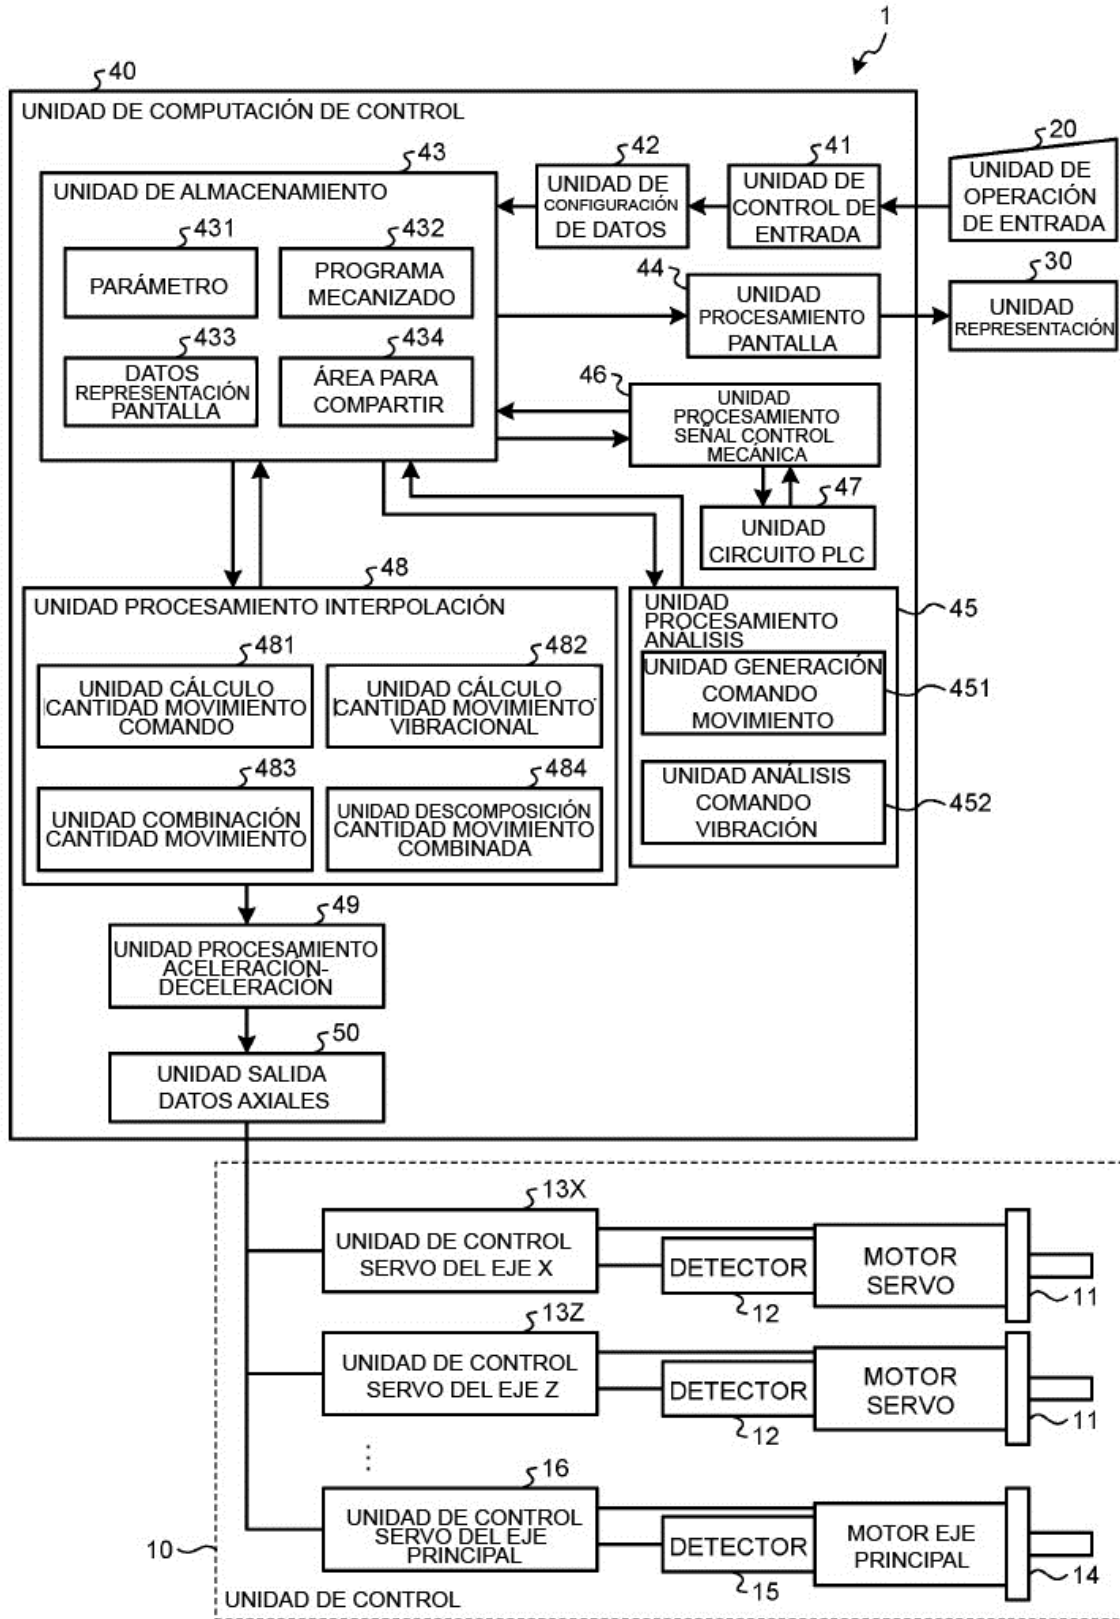 1
40
UNIDAD DE COMPUTACIÓN DE CONTROL
43
UNIDAD DE ALMACENAMIENTO
431
PARÁMETRO
432
PROGRAMA
MECANIZADO
433
DATOS
REPRESENTACIÓN
PANTALLA
434
ÁREA PARA
COMPARTIR
42
UNIDAD DE
CONFIGURACIÓN
DE DATOS
41
UNIDAD DE
CONTROL DE
ENTRADA
20
UNIDAD DE
OPERACIÓN
DE ENTRADA
44
UNIDAD
PROCESAMIENTO
PANTALLA
30
UNIDAD
REPRESENTACIÓN
46
UNIDAD
PROCESAMIENTO
SEÑAL CONTROL
MECÁNICA
47
UNIDAD
CIRCUITO PLC
48
UNIDAD PROCESAMIENTO INTERPOLACIÓN
481
UNIDAD CÁLCULO
CANTIDAD MOVIMIENTO
COMANDO
482
UNIDAD CÁLCULO
CANTIDAD MOVIMIENTO
VIBRACIONAL
483
UNIDAD COMBINACIÓN
CANTIDAD MOVIMIENTO
484
UNIDAD DESCOMPOSICIÓN
CANTIDAD MOVIMIENTO
COMBINADA
45
UNIDAD
PROCESAMIENTO
ANÁLISIS
UNIDAD GENERACIÓN
COMANDO
MOVIMIENTO
451
UNIDAD ANÁLISIS
COMANDO
VIBRACIÓN
452
49
UNIDAD PROCESAMIENTO
ACELERACIÓN-
DECELERACIÓN
50
UNIDAD SALIDA
DATOS AXIALES
13X
UNIDAD DE CONTROL
SERVO DEL EJE X
DETECTOR
12
MOTOR
SERVO
11
13Z
UNIDAD DE CONTROL
SERVO DEL EJE Z
DETECTOR
12
MOTOR
SERVO
11
16
UNIDAD DE CONTROL
SERVO DEL EJE
PRINCIPAL
DETECTOR
15
MOTOR EJE
PRINCIPAL
14
10
UNIDAD DE CONTROL